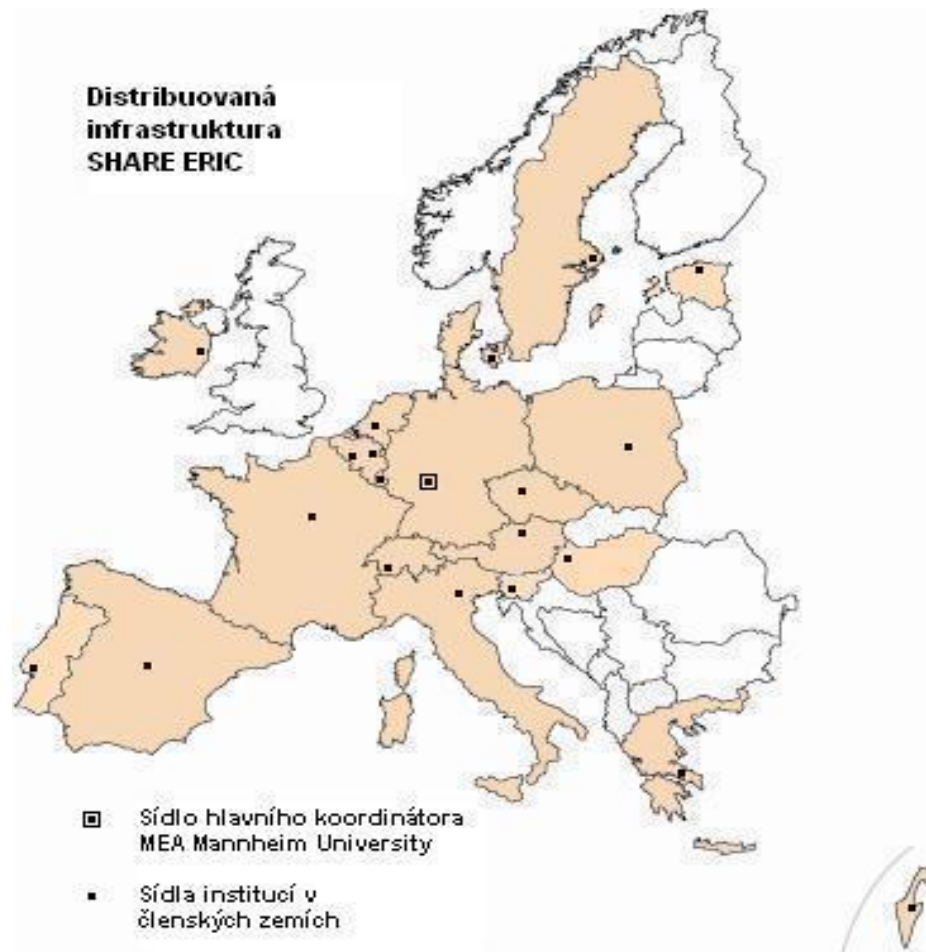 Distribuovaná
infrastruktura
SHARE ERIC
Sídlo hlavního koordinátora
MEA Mannheim University
Sídla institucí v
členských zemích